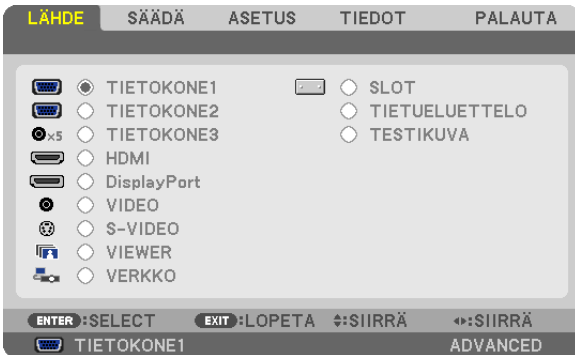 LÄHDE SÄÄDÄ ASETUS TIEDOT PALAUTA
TIETOKONE1
TIETOKONE2
×5 TIETOKONE3
HDMI
DisplayPort
VIDEO
S-VIDEO
VIEWER
VERKKO
SLOT
TIETUELUETTELO
TESTIKUVA
ENTER :SELECT EXIT :LOPETA :SIIRRÄ :SIIRRÄ
TIETOKONE1 ADVANCED